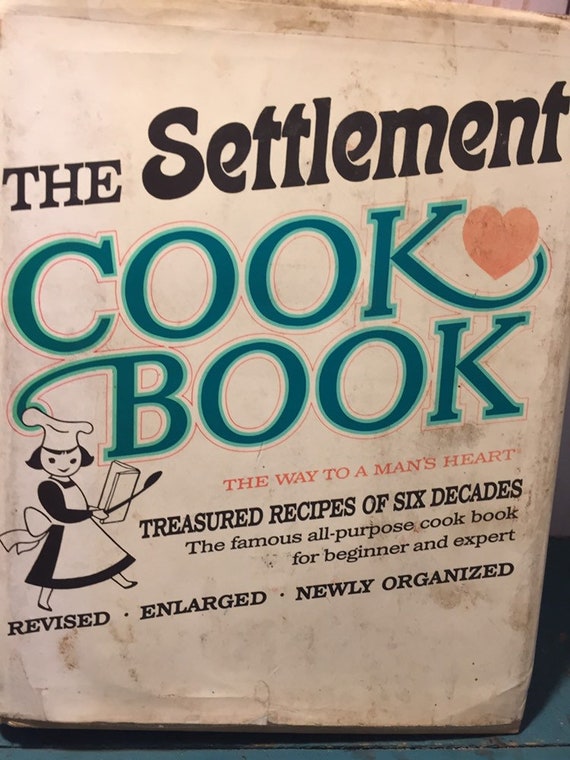 THE Settlement
COOK
BOOK
THE WAY TO A MAN'S HEART
TREASURED RECIPES OF SIX DECADES
The famous all-purpose cook book
for beginner and expert
REVISED · ENLARGED · NEWLY ORGANIZED